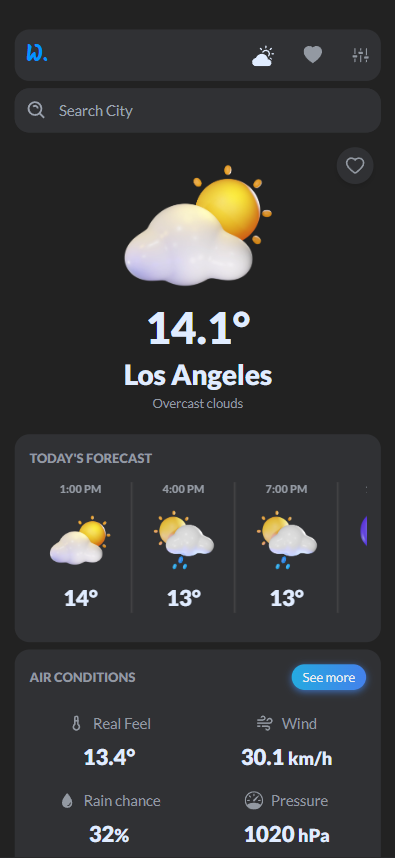 W.
Search City
14.1°
Los Angeles
Overcast clouds
TODAY'S FORECAST
1:00 PM 4:00 PM 7:00 PM
14° 13° 13°
AIR CONDITIONS See more
Real Feel Wind
13.4° 30.1 km/h
Rain chance Pressure
32% 1020 hPa